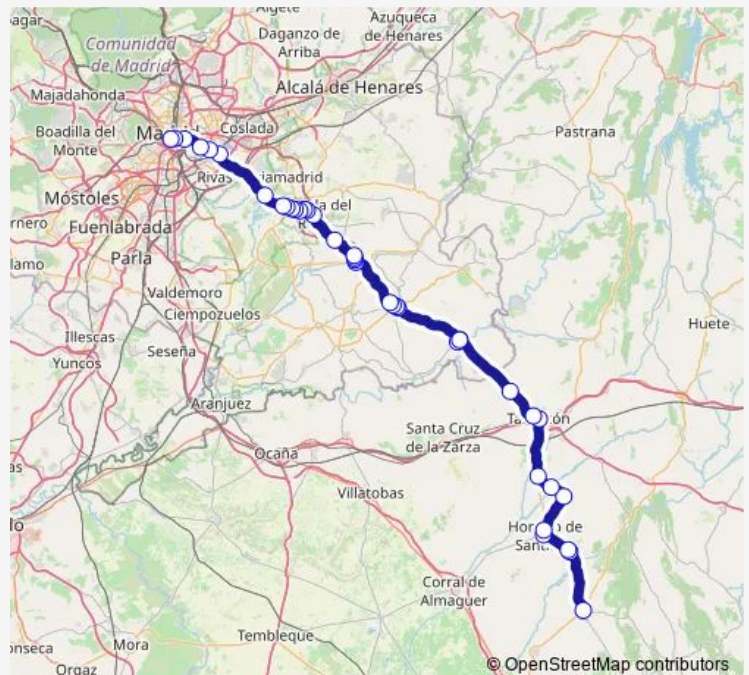 Algete
Azuqueca
de Henares
Daganzo de
Arriba
Comunidad
de Madrid
Majadahonda
Alcalá de Henares
Boadilla del
Monte
Coslada
Pastrana
Móstoles
Fuenlabrada
Parla
Valdemoro
Ciempozuelos
Huete
Illescas
Yuncos
Seseña
Aranjuez
Santa Cruz
de la Zarza
Ocaña
Villatobas
Corral de
Almaguer
Tembleque
Mora
Orgaz
© OpenStreetMap contributors